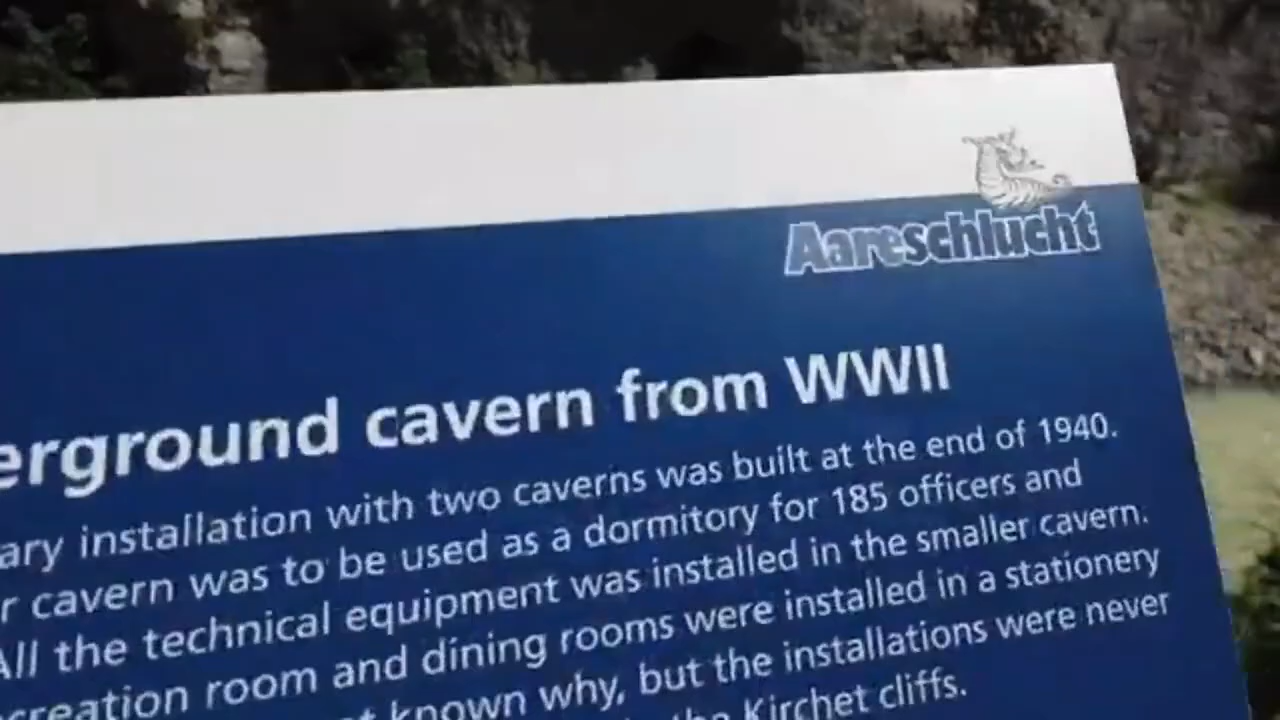 Aareschlucht
erground cavern from WWII
ary installation with two caverns was built at the end of 1940.
r cavern was to be used as a dormitory for 185 officers and
All the technical equipment was installed in the smaller cavern.
creation room and dining rooms were installed in a stationery
t known why, but the installations were never
the Kirchet cliffs.